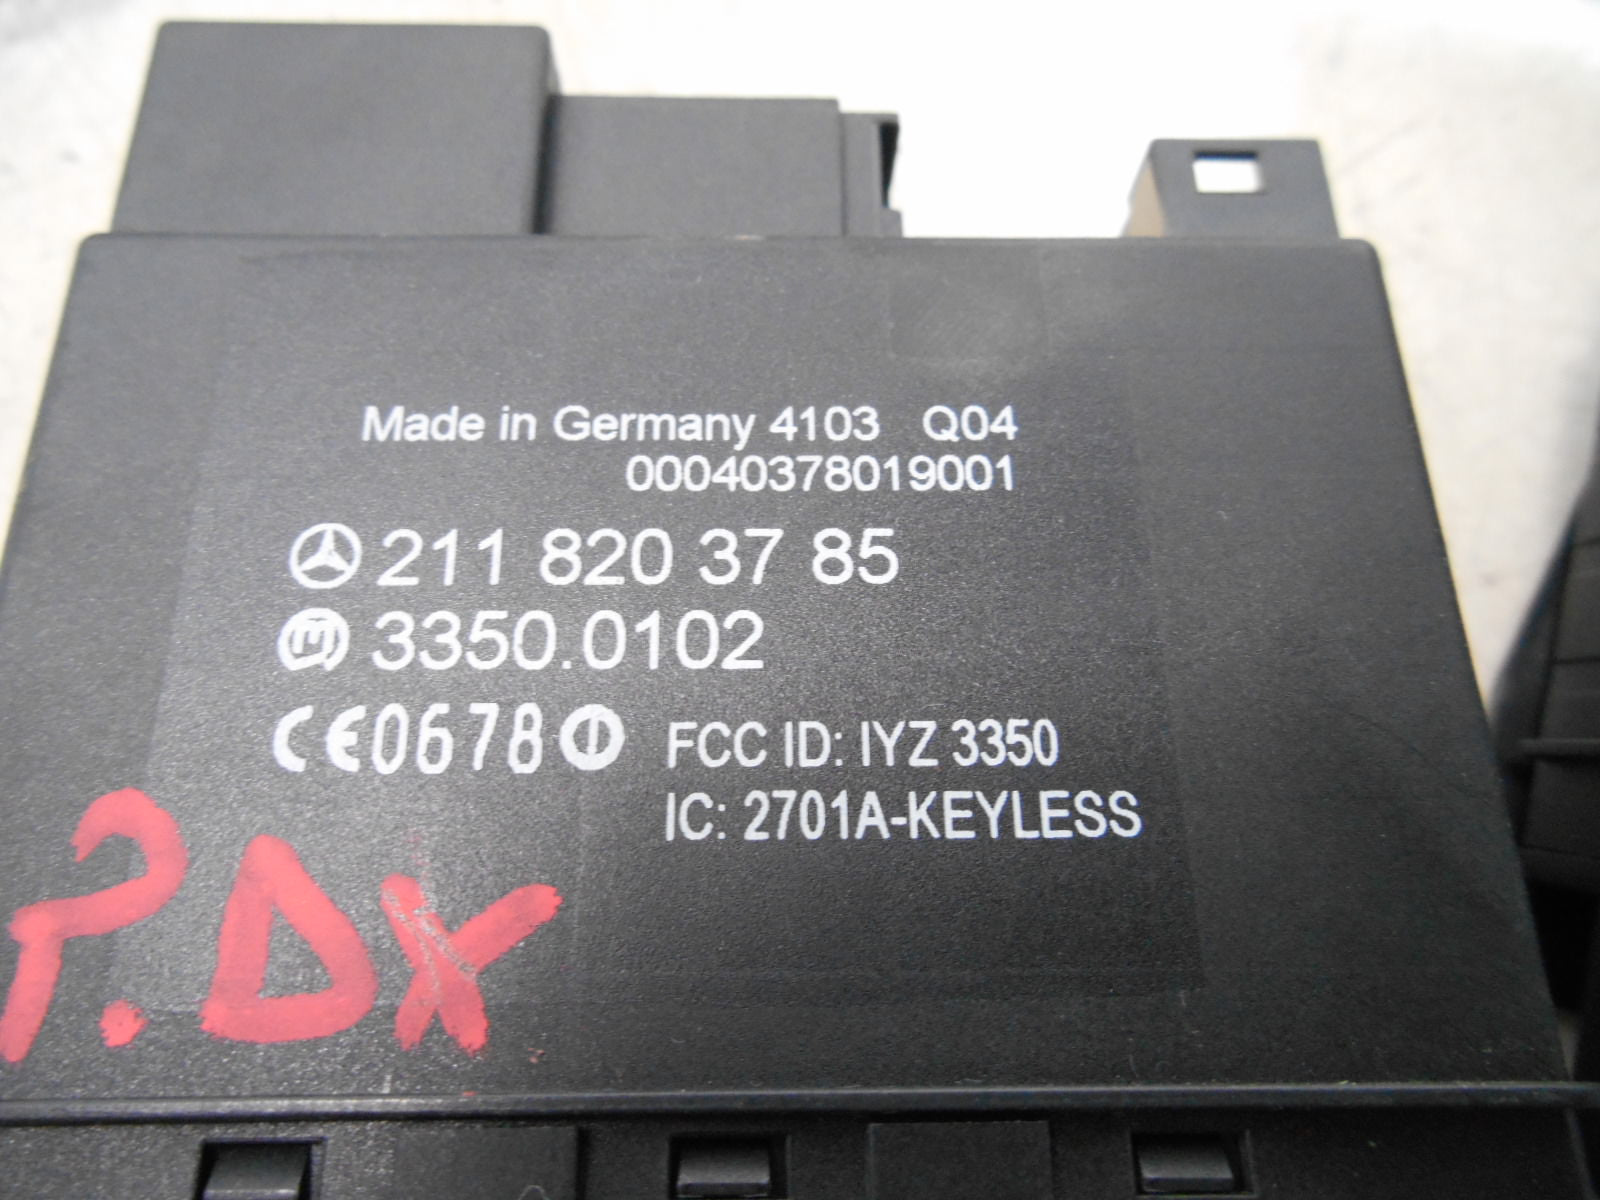 Made in Germany 4103 Q04
00040378019001
211 820 37 85
3350.0102
CE0678 FCC ID: IYZ 3350
IC: 2701A-KEYLESS
P.DX